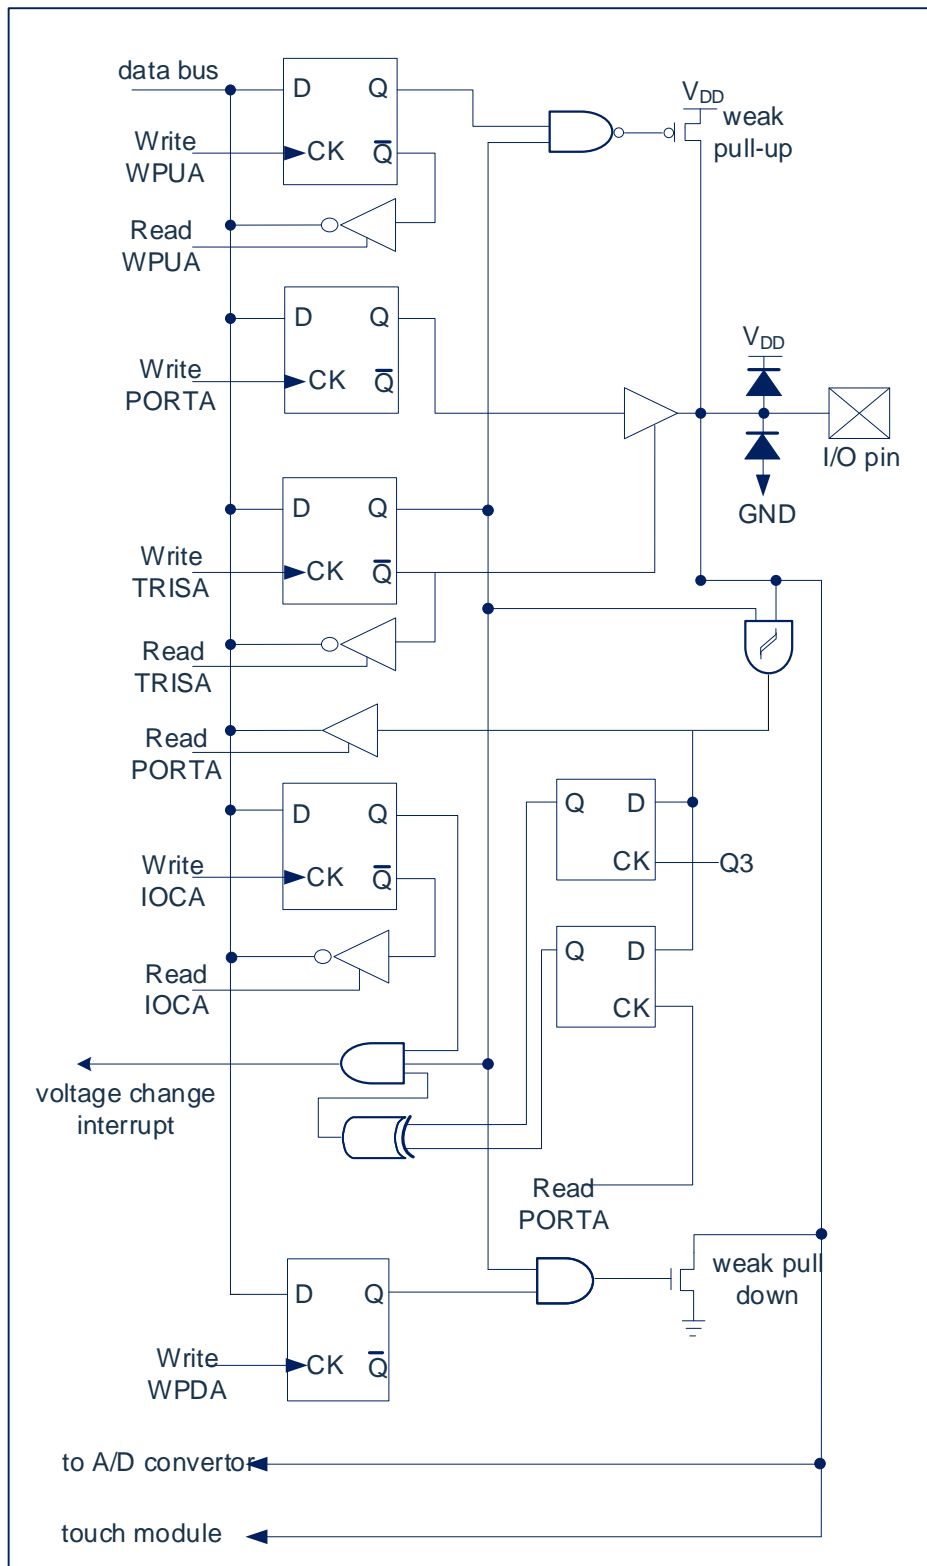 data bus
D
Q
CK
Q
Write
WPUA
VDD
weak
pull-up
Read
WPUA
D
Q
CK
Q
Write
PORTA
VDD
I/O pin
GND
D
Q
CK
Q
Write
TRISA
Read
TRISA
Read
PORTA
D
Q
CK
Q
Write
IOCA
Q
D
CK
Q3
Read
IOCA
Q
D
CK
voltage change
interrupt
Read
PORTA
weak pull
down
D
Q
CK
Q
Write
WPDA
to A/D convertor
touch module